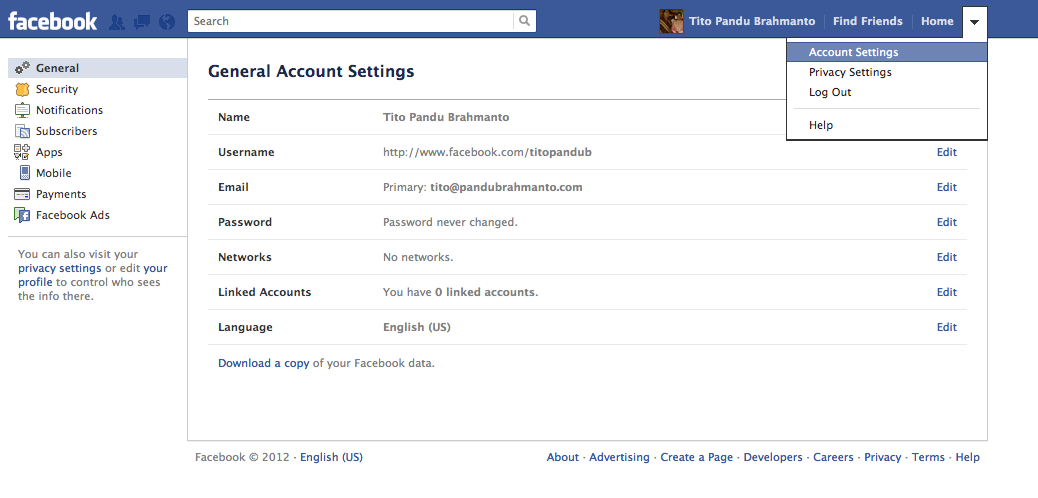 facebook
Search
Tito Pandu Brahmanto
Find Friends
Home
Account Settings
Privacy Settings
Log Out
Help
General
Security
Notifications
Subscribers
Apps
Mobile
Payments
Facebook Ads
You can also visit your
privacy settings or edit your
profile to control who sees
the info there.
General Account Settings
Name Tito Pandu Brahmanto
Username http://www.facebook.com/titopandub Edit
Email Primary: tito@pandubrahmanto.com Edit
Password Password never changed. Edit
Networks No networks. Edit
Linked Accounts You have 0 linked accounts. Edit
Language English (US) Edit
Download a copy of your Facebook data.
Facebook © 2012 · English (US)
About · Advertising · Create a Page · Developers · Careers · Privacy · Terms · Help